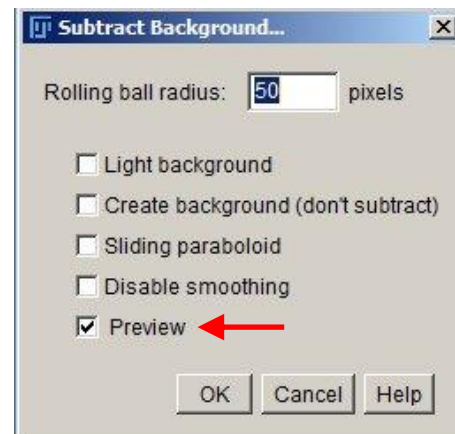 Subtract Background...
Rolling ball radius: 50 pixels
Light background
Create background (don't subtract)
Sliding paraboloid
Disable smoothing
Preview
OK Cancel Help